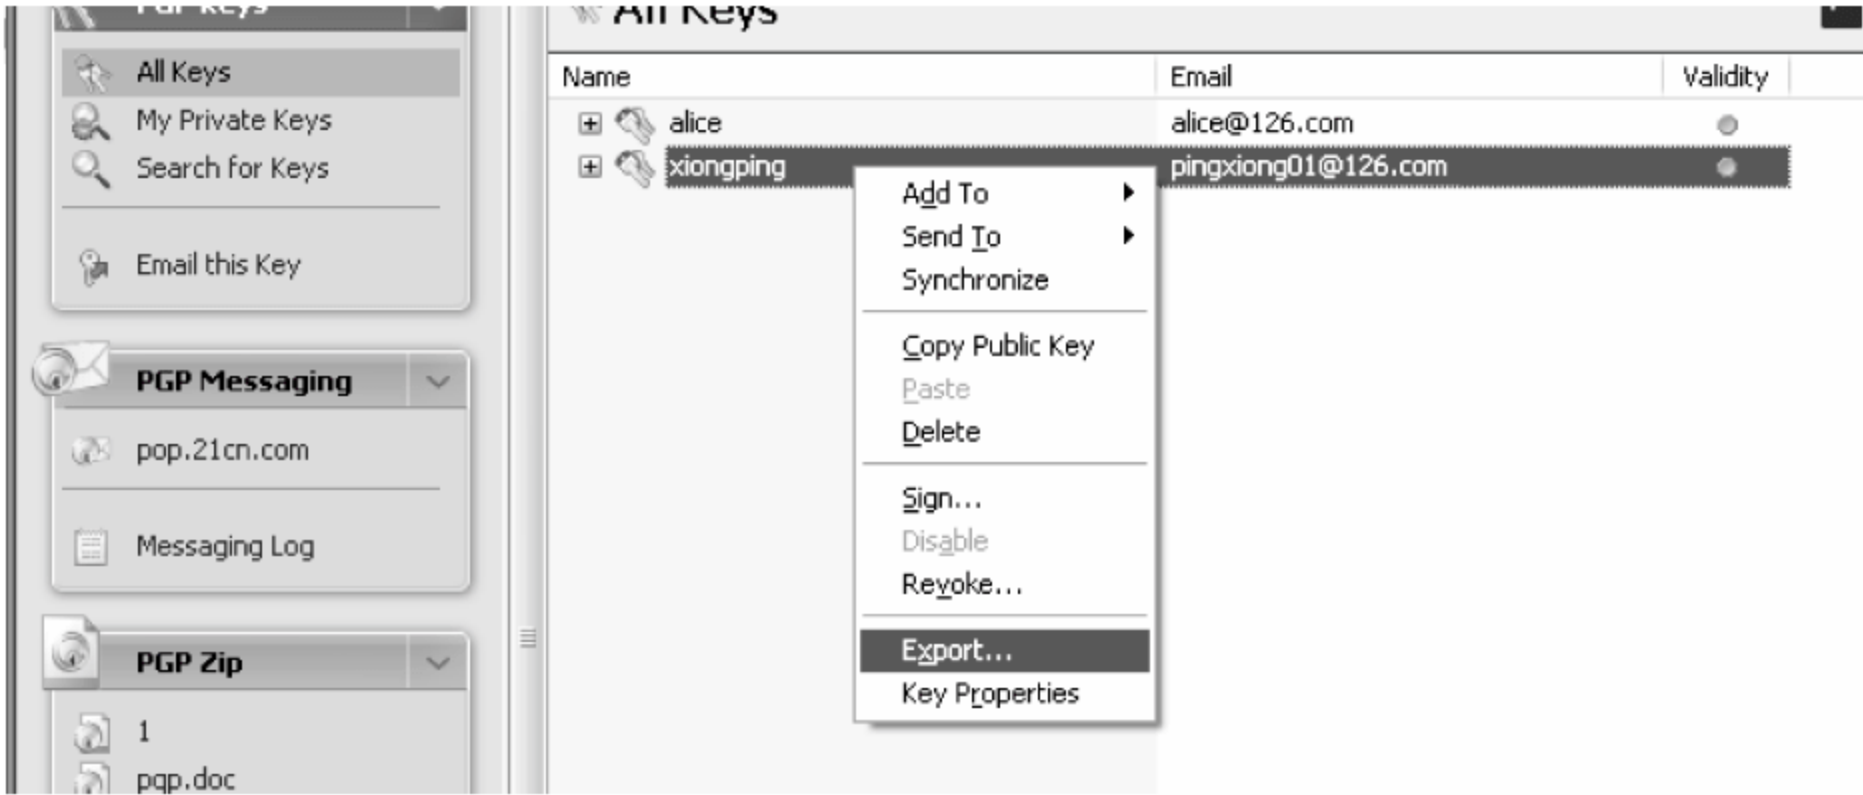 PGP Keys
All Keys
My Private Keys
Search for Keys
Email this Key
PGP Messaging
pop.21cn.com
Messaging Log
PGP Zip
1
pgp.doc
All Keys
Name Email Validity
alice alice@126.com
xiongping pingxiong01@126.com
Add To
Send To
Synchronize
Copy Public Key
Paste
Delete
Sign...
Disable
Revoke...
Export...
Key Properties